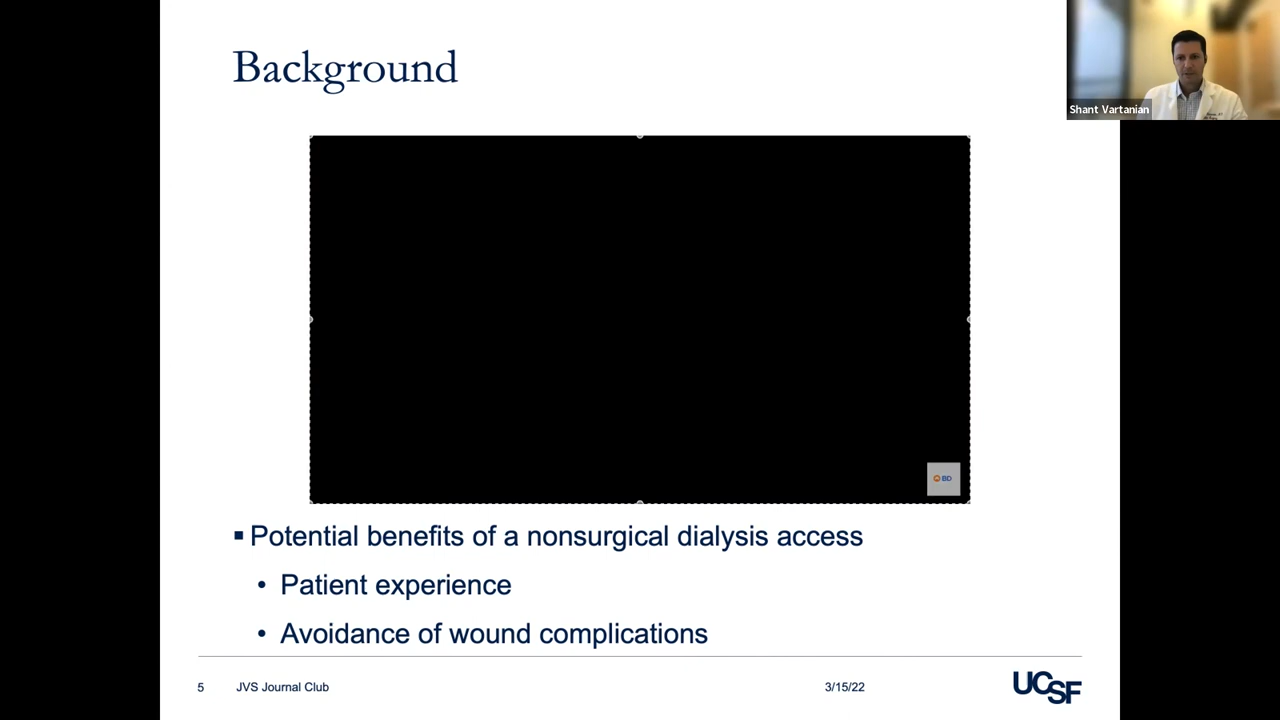 Background
Shant Vartanian
BD
▪ Potential benefits of a nonsurgical dialysis access
• Patient experience
• Avoidance of wound complications
5
JVS Journal Club
3/15/22
UCSF